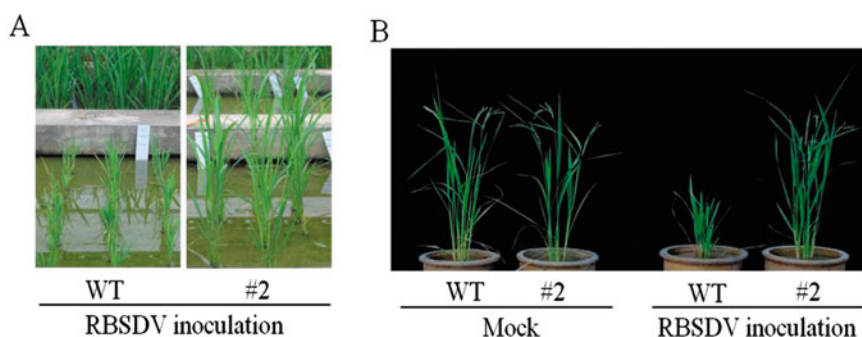 A
B
WT #2
RBSDV inoculation
WT #2 WT #2
Mock RBSDV inoculation